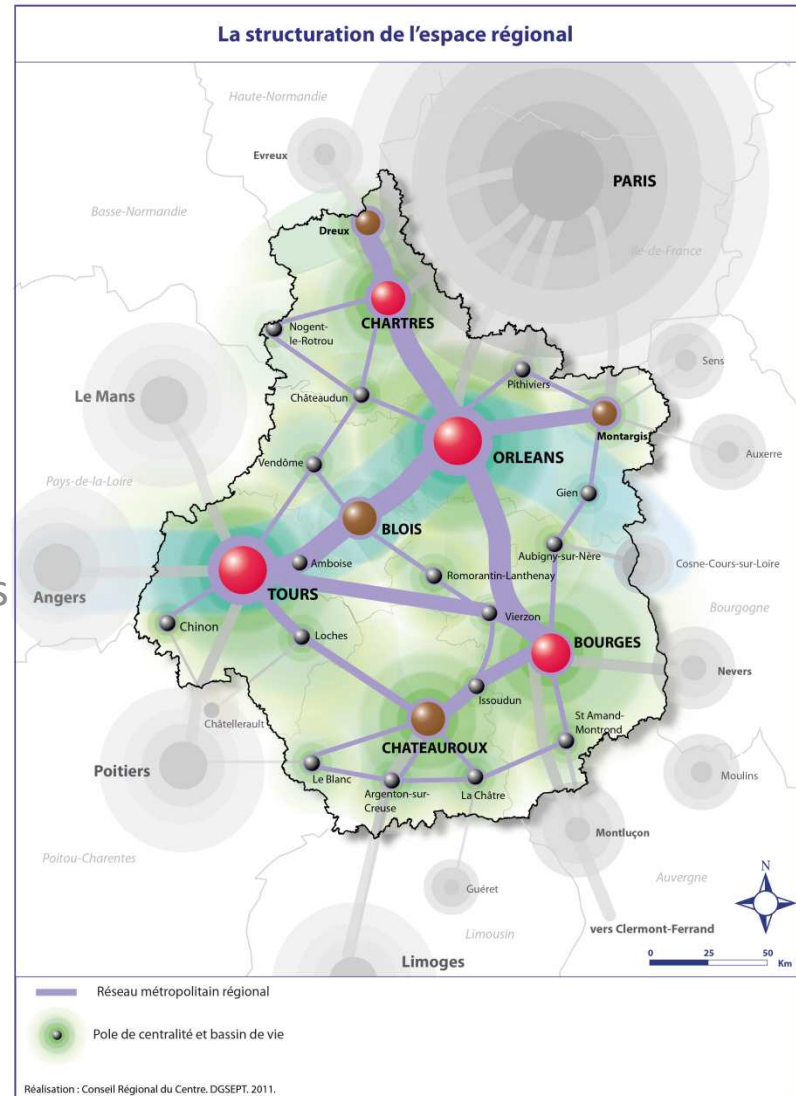 La structuration de l'espace régional
Haute-Normandie
Evreux
PARIS
Basse-Normandie
Dreux
Ile-de-France
CHARTRES
Nogent-
le-Rotrou
Sens
Pithiviers
Le Mans
Châteaudun
Montargis
ORLEANS
Auxerre
Vendôme
Pays-de-la-Loire
Gien
BLOIS
Aubigny-sur-Nère
Amboise
Cosne-Cours-sur-Loire
Romorantin-Lanthenay
S
Angers
TOURS
Bourgogne
Vierzon
Chinon
Loches
BOURGES
Nevers
Issoudun
Châtellerault
St Amand-
Montrond
CHATEAUROUX
Poitiers
Le Blanc
Argenton-sur-
Creuse
La Châtre
Moulins
Montluçon
Poitou-Charentes
N
Auvergne
Guéret
Limousin
vers Clermont-Ferrand
Limoges
0 25 50
Km
Réseau métropolitain régional
Pole de centralité et bassin de vie
Réalisation : Conseil Régional du Centre. DGSEPT. 2011.